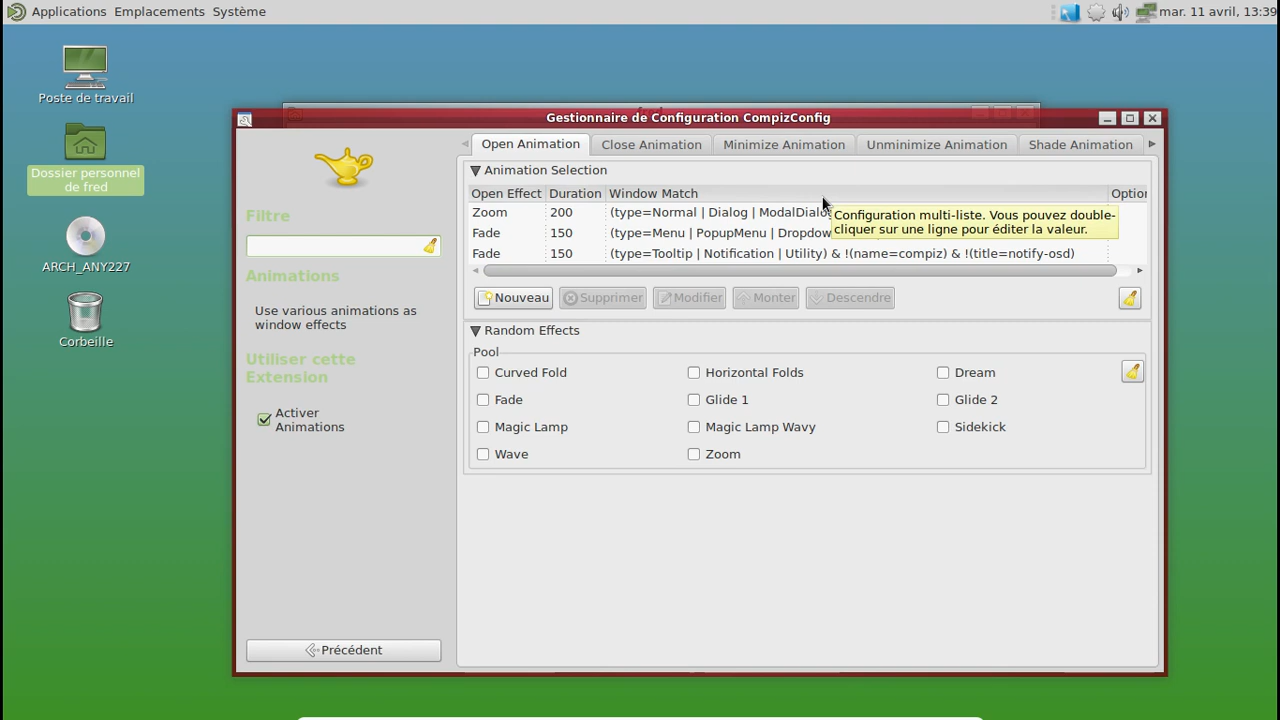 Applications Emplacements Système
mar. 11 avril, 13:39
Poste de travail
Dossier personnel
de fred
ARCH_ANY227
Corbeille
fred
Gestionnaire de Configuration CompizConfig
Filtre
Animations
Use various animations as
window effects
Utiliser cette
Extension
Activer
Animations
Précédent
Open Animation Close Animation Minimize Animation Unminimize Animation Shade Animation
Animation Selection
Open Effect Duration Window Match Option
Zoom 200 (type=Normal | Dialog | ModalDialog
Fade 150 (type=Menu | PopupMenu | Dropdow
Fade 150 (type=Tooltip | Notification | Utility) & !(name=compiz) & !(title=notify-osd)
Configuration multi-liste. Vous pouvez double-
cliquer sur une ligne pour éditer la valeur.
Nouveau Supprimer Modifier Monter Descendre
Random Effects
Pool
Curved Fold Horizontal Folds Dream
Fade Glide 1 Glide 2
Magic Lamp Magic Lamp Wavy Sidekick
Wave Zoom